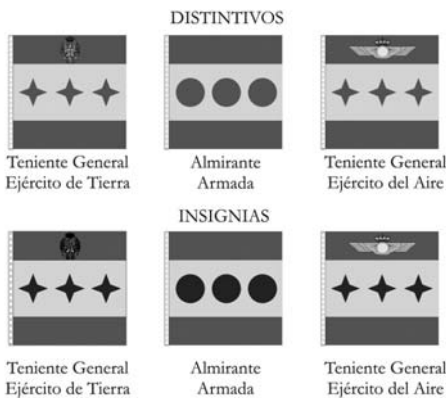 DISTINTIVOS
Teniente General
Ejército de Tierra
Almirante
Armada
Teniente General
Ejército del Aire
INSIGNIAS
Teniente General
Ejército de Tierra
Almirante
Armada
Teniente General
Ejército del Aire